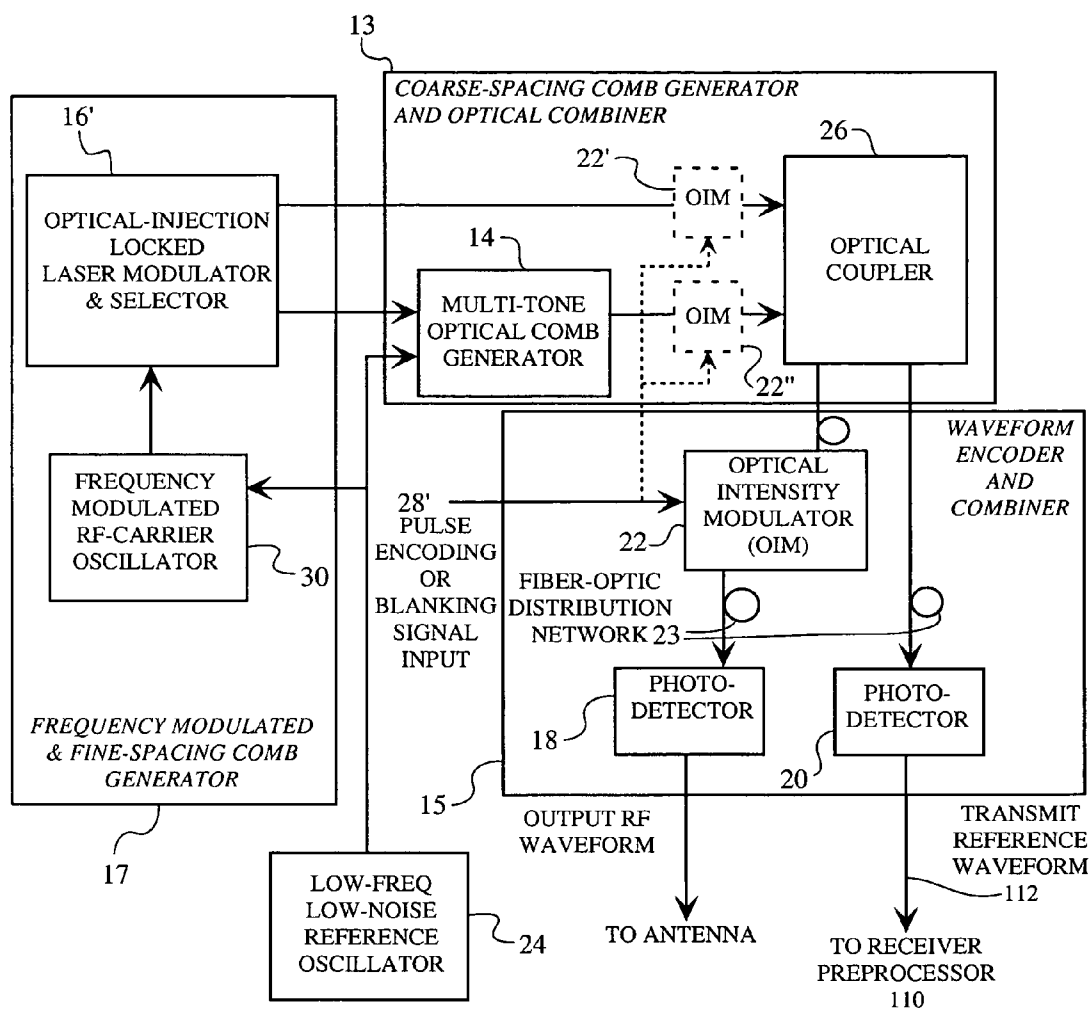 13
COARSE-SPACING COMB GENERATOR
AND OPTICAL COMBINER
16'
OPTICAL-INJECTION
LOCKED
LASER MODULATOR
& SELECTOR
22'
OIM
26
OPTICAL
COUPLER
14
MULTI-TONE
OPTICAL COMB
GENERATOR
OIM
22"
FREQUENCY
MODULATED
RF-CARRIER
OSCILLATOR
30
28'
PULSE
ENCODING
OR
BLANKING
SIGNAL
INPUT
OPTICAL
INTENSITY
MODULATOR
(OIM)
22
WAVEFORM
ENCODER
AND
COMBINER
FIBER-OPTIC
DISTRIBUTION
NETWORK 23
PHOTO-
DETECTOR
18
PHOTO-
DETECTOR
20
FREQUENCY MODULATED
& FINE-SPACING COMB
GENERATOR
17
15
OUTPUT RF
WAVEFORM
TRANSMIT
REFERENCE
WAVEFORM
112
LOW-FREQ
LOW-NOISE
REFERENCE
OSCILLATOR
24
TO ANTENNA
TO RECEIVER
PREPROCESSOR
110